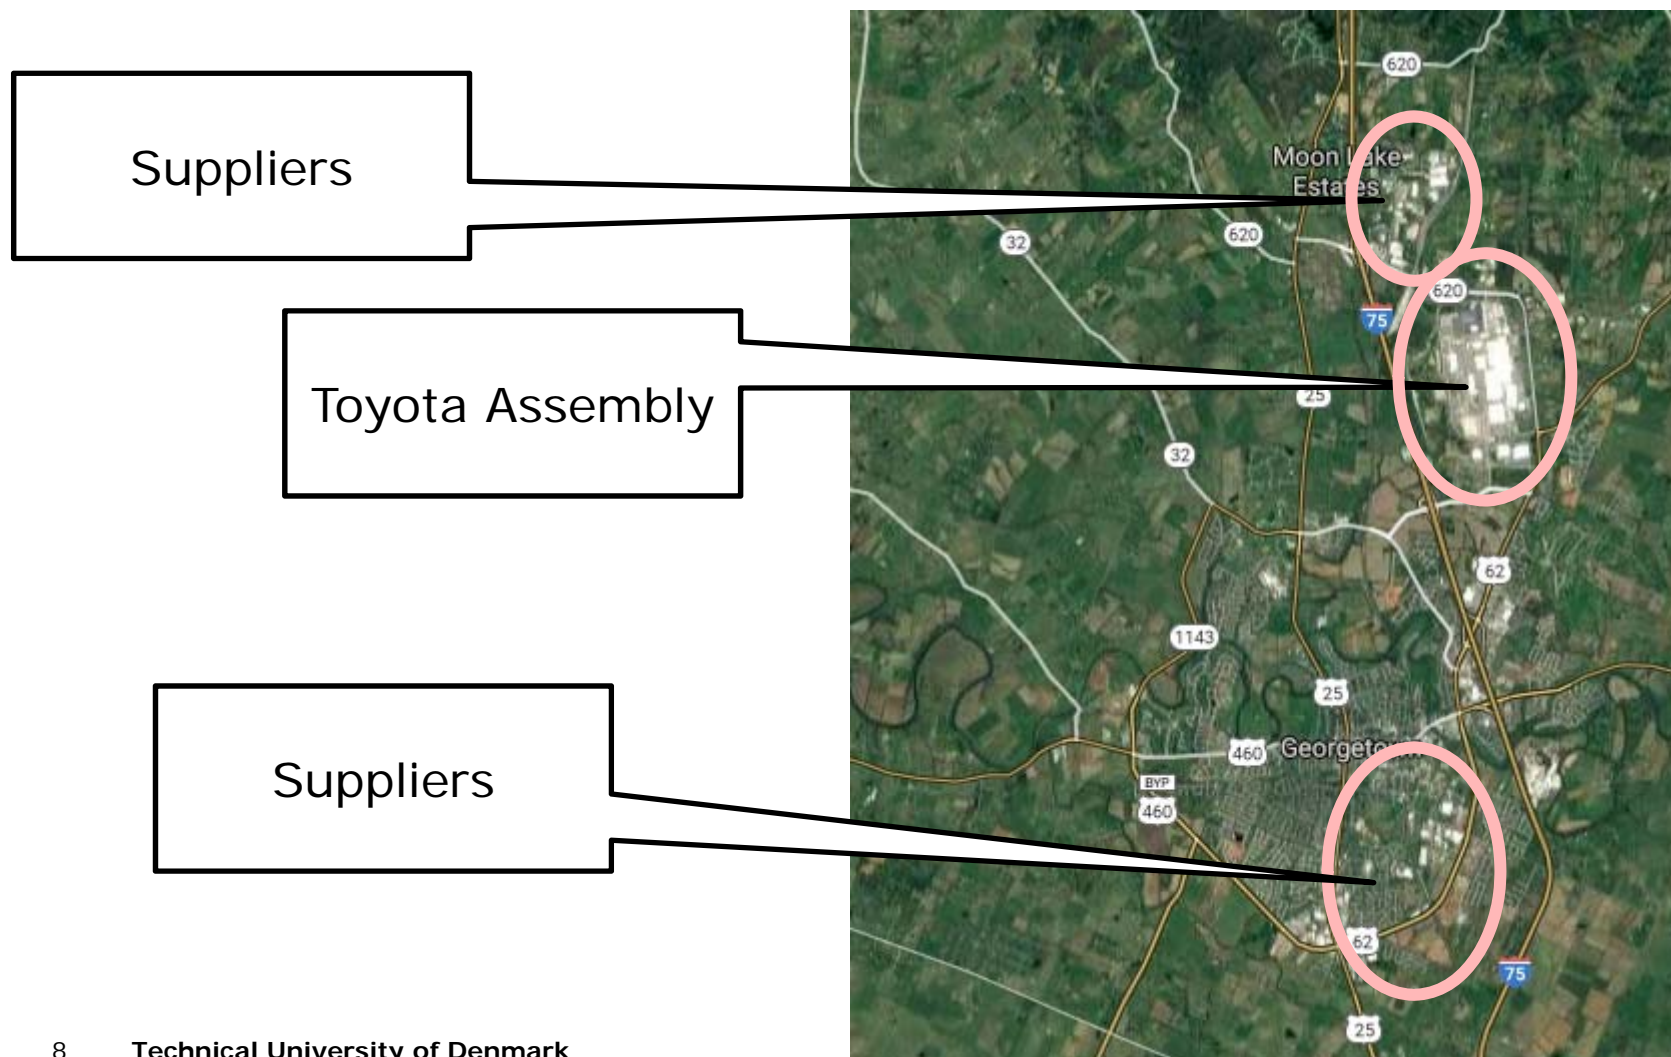 Suppliers
Toyota Assembly
Suppliers
620
Moon Lake
Estates
32
620
620
75
25
32
62
1143
25
460
Georgetown
BYP
460
62
75
25
8 Technical University of Denmark